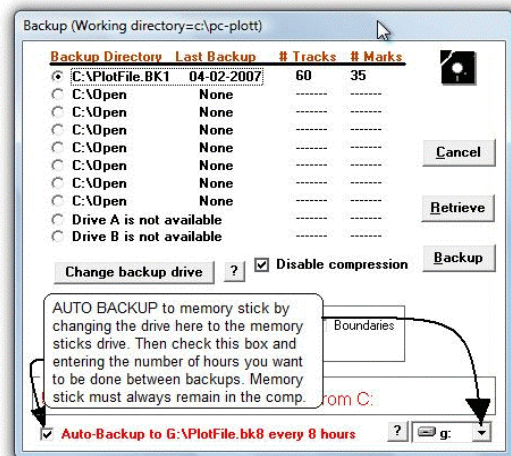 Backup (Working directory=c:\pc-plott)
Backup Directory Last Backup # Tracks # Marks
C:\PlotFile.BK1 04-02-2007 60 35
C:\Open None ------- -------
C:\Open None ------- -------
C:\Open None ------- -------
C:\Open None ------- -------
C:\Open None ------- -------
C:\Open None ------- -------
C:\Open None ------- -------
Drive A is not available ------- -------
Drive B is not available ------- -------
Cancel
Retrieve
Backup
Change backup drive ? Disable compression
AUTO BACKUP to memory stick by
changing the drive here to the memory
sticks drive. Then check this box and
entering the number of hours you want
to be done between backups. Memory
stick must always remain in the comp.
Boundaries
rom C:
Auto-Backup to G:\PlotFile.bk8 every 8 hours ? g: